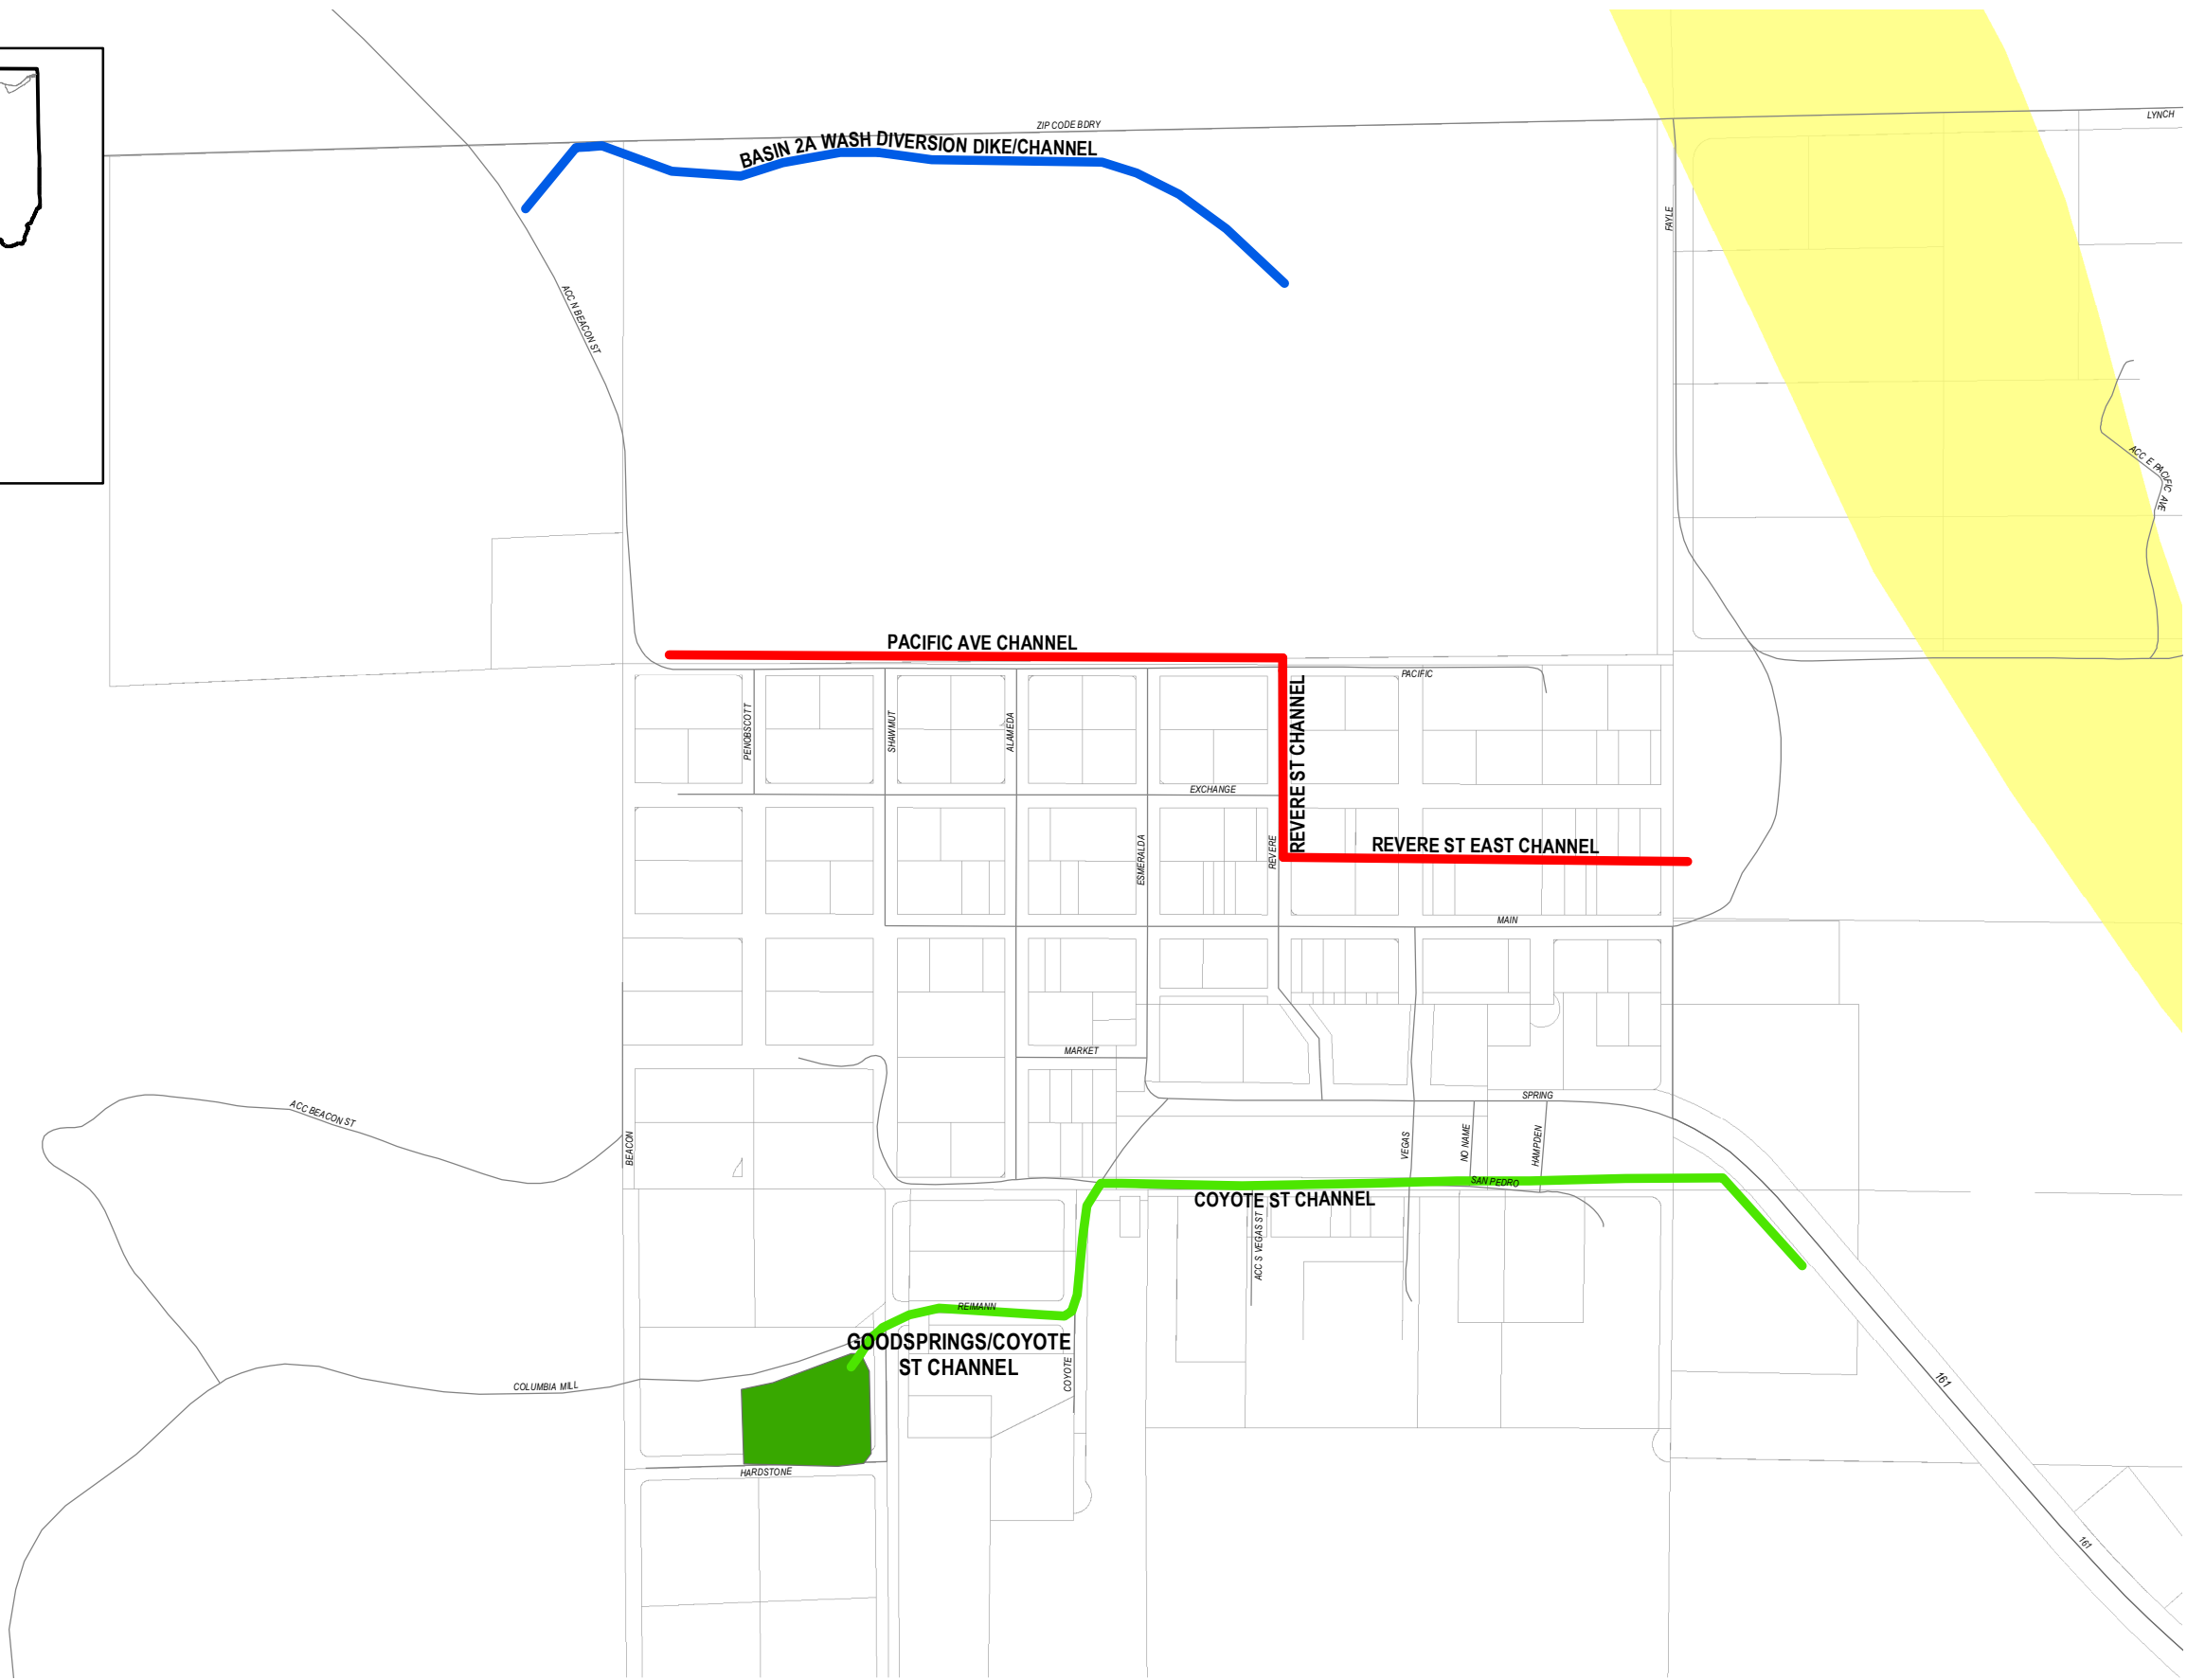 LYNCH
ZIP CODE BDRY
BASIN 2A WASH DIVERSION DIKE/CHANNEL
FAYLE
ACC N BEACON ST
ACC E PACIFIC AVE
PACIFIC AVE CHANNEL
PACIFIC
REVERE ST CHANNEL
PENOBSCOTT
SHAWMUT
ALAMEDA
EXCHANGE
ESMERALDA
REVERE
REVERE ST EAST CHANNEL
MAIN
MARKET
SPRING
ACC BEACON ST
BEACON
VEGAS
NO NAME
HAMPDEN
SAN PEDRO
COYOTE ST CHANNEL
ACC S VEGAS ST
REIMANN
GOODSPRINGS/COYOTE
ST CHANNEL
COYOTE
COLUMBIA MILL
161
HARDSTONE
161